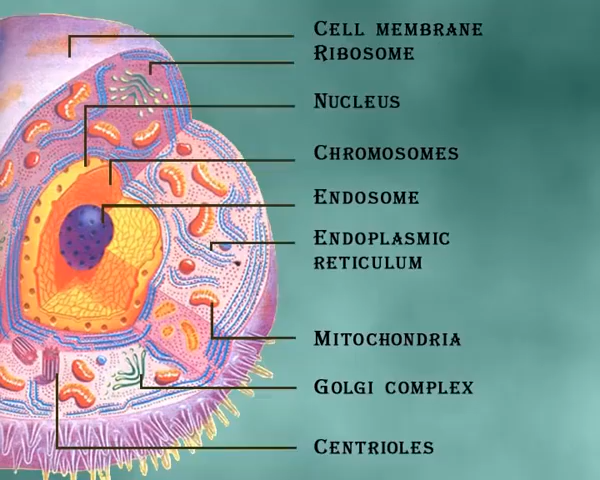 Cell membrane
Ribosome
Nucleus
Chromosomes
Endosome
Endoplasmic
reticulum
Mitochondria
Golgi complex
Centrioles